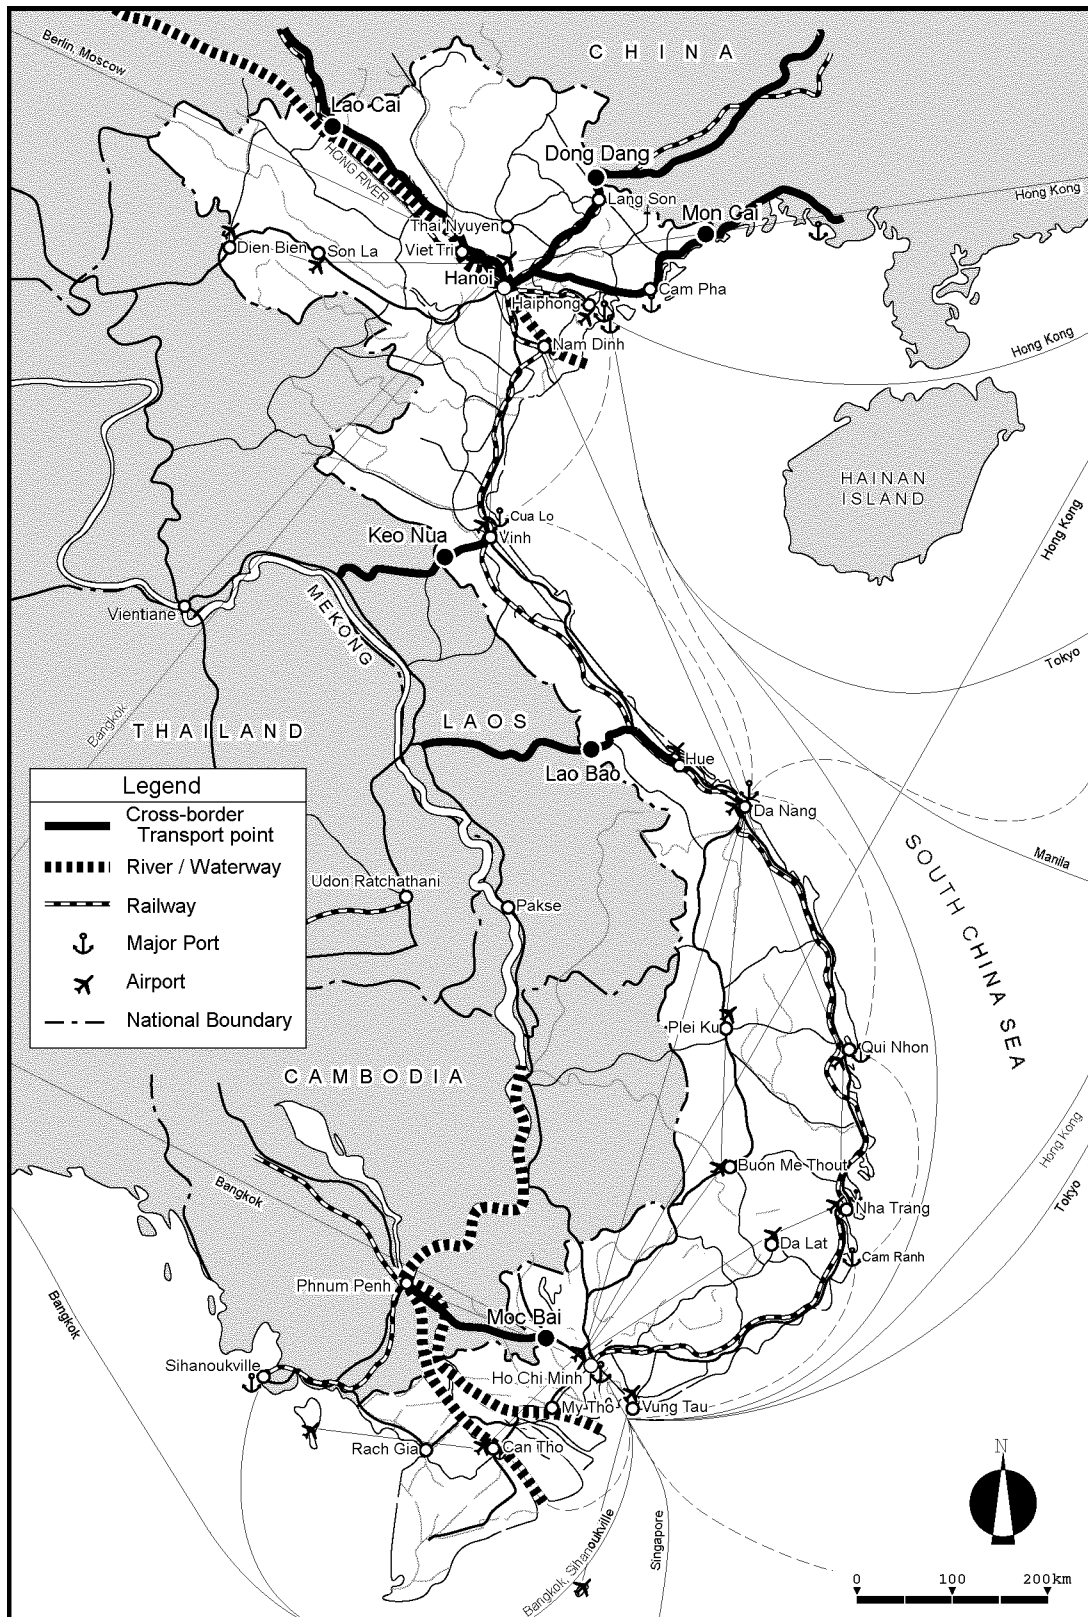 CHINA
Berlin, Moscow
Lao Cai
HONG RIVER
Dong Dang
Lang Son
Hong Kong
Mon Cai
Thai Nyuyen
Viet Tri
Dien Bien
Son La
Hanoi
Cam Pha
Haiphong
Nam Dinh
Hong Kong
HAINAN
ISLAND
Hong Kong
Cua Lo
Keo Nua
Vinh
Vientiane
MEKONG
Tokyo
Bangkok
THAILAND
LAOS
Lao Bao
Hue
Da Nang
Manila
SOUTH CHINA SEA
Legend
Cross-border
Transport point
River / Waterway
Railway
Major Port
Airport
National Boundary
Udon Ratchathani
Pakse
Plei Ku
Qui Nhon
CAMBODIA
Hong Kong
Buon Me Thout
Bangkok
Tokyo
Nha Trang
Da Lat
Cam Ranh
Phnum Penh
Moc Bai
Bangkok
Sihanoukville
Ho Chi Minh
My Tho
Vung Tau
Rach Gia
Can Tho
N
Bangkok, Sihanoukville
Singapore
0 100 200km